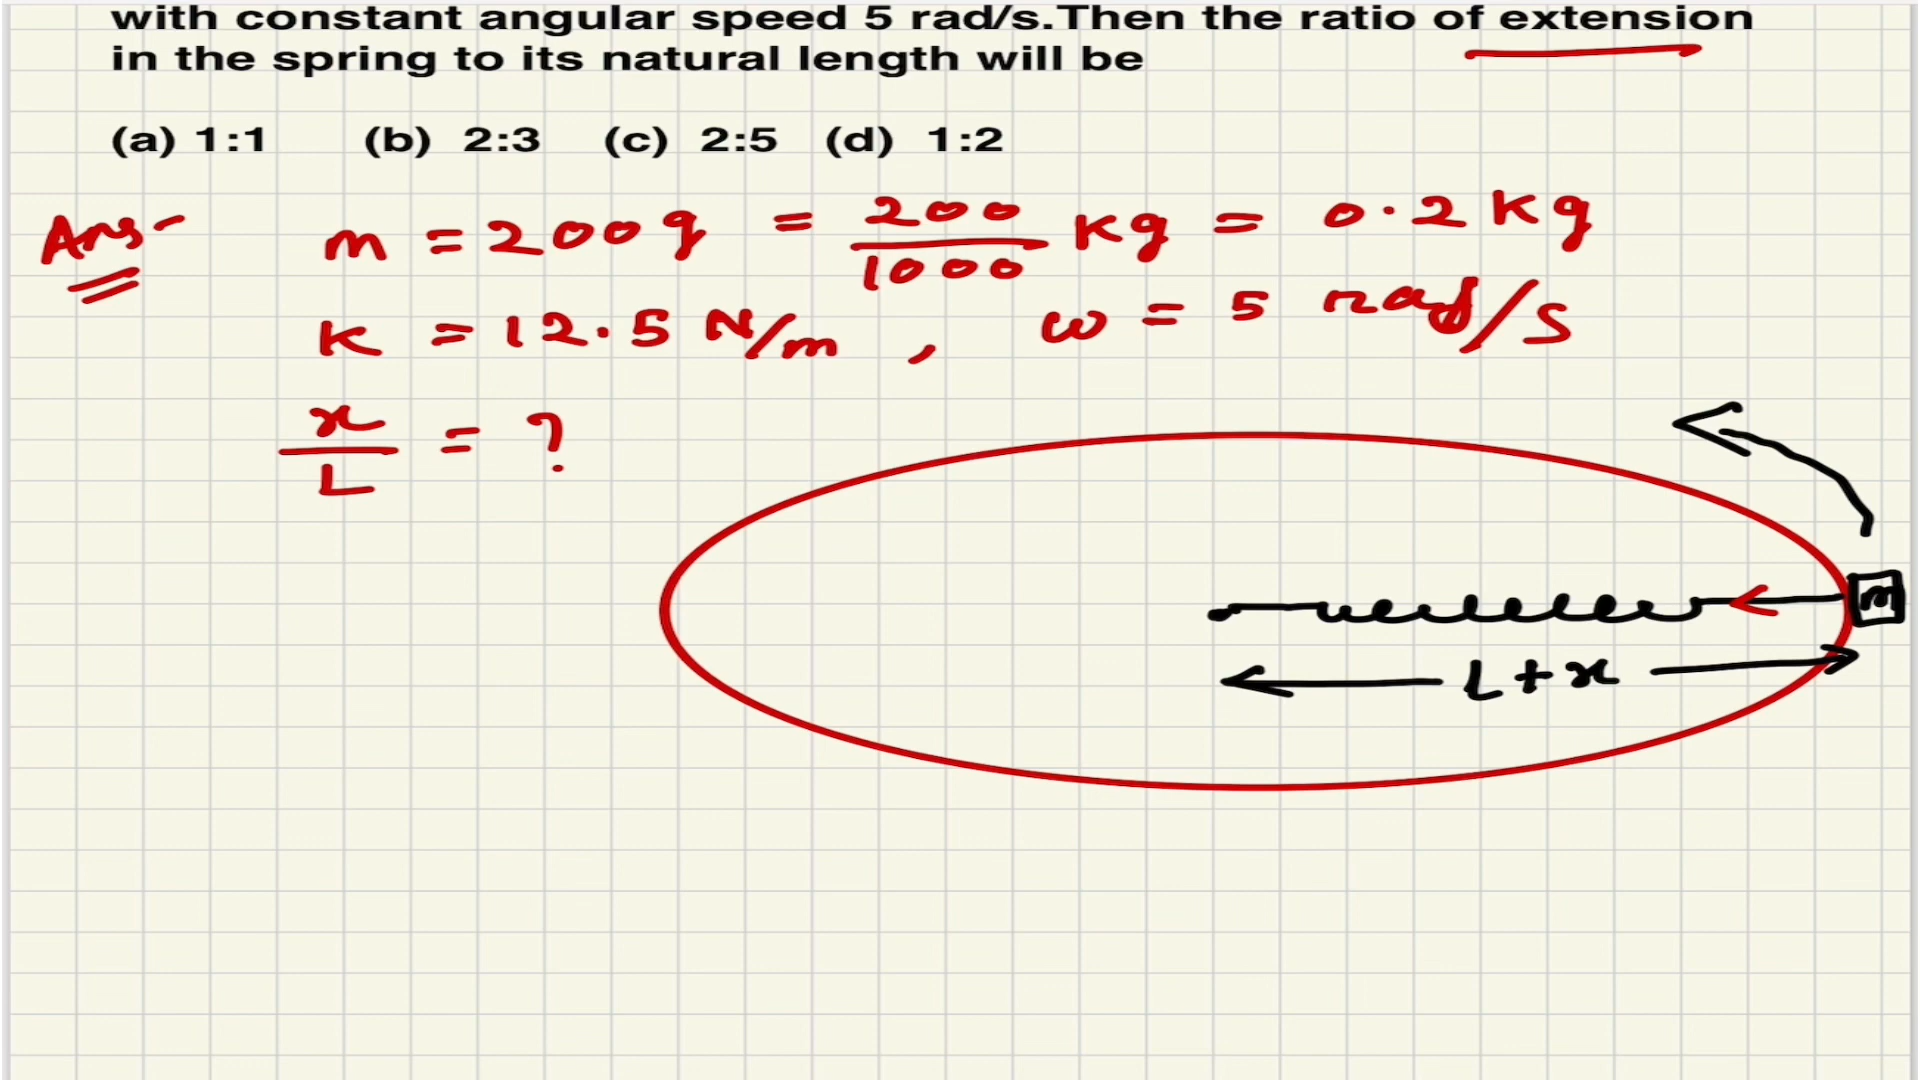 with constant angular speed 5 rad/s.Then the ratio of extension
in the spring to its natural length will be
(a) 1:1 (b) 2:3 (c) 2:5 (d) 1:2
Ans- m = 200g = 200/1000 kg = 0.2 kg
K = 12.5 N/m , ω = 5 rad/s
x/L = ?
m
L+x